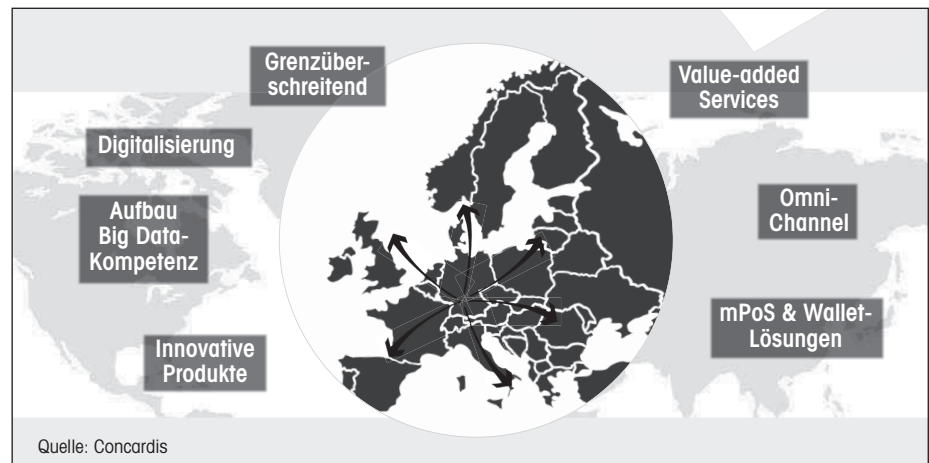 Grenzüber-
schreitend
Value-added
Services
Digitalisierung
Aufbau
Big Data-
Kompetenz
Omni-
Channel
Innovative
Produkte
mPoS & Wallet-
Lösungen
Quelle: Concardis